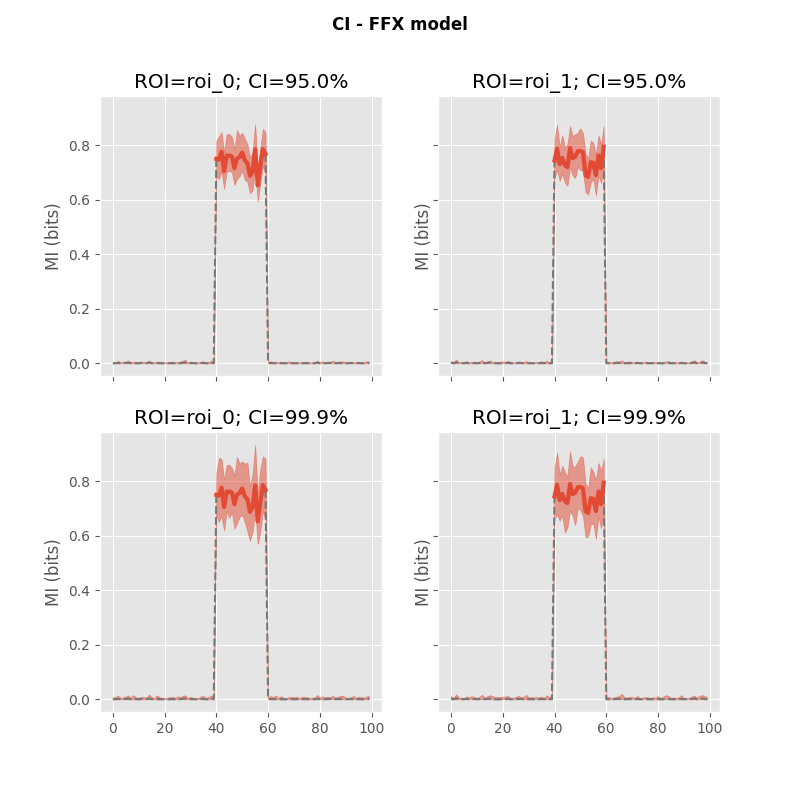 CI - FFX model
ROI=roi_0; CI=95.0%
ROI=roi_1; CI=95.0%
MI (bits)
0.8
0.6
0.4
0.2
0.0
MI (bits)
ROI=roi_0; CI=99.9%
ROI=roi_1; CI=99.9%
MI (bits)
0.8
0.6
0.4
0.2
0.0
MI (bits)
0 20 40 60 80 100
0 20 40 60 80 100